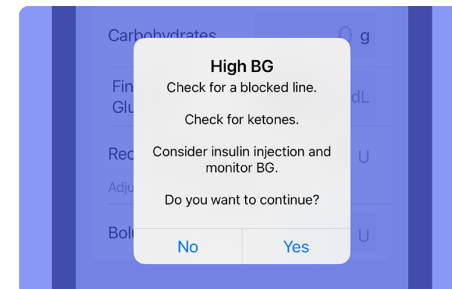 Carbohydrates
g
High BG
Check for a blocked line.
Check for ketones.
Consider insulin injection and
monitor BG.
Do you want to continue?
No
Yes
dL
U
U